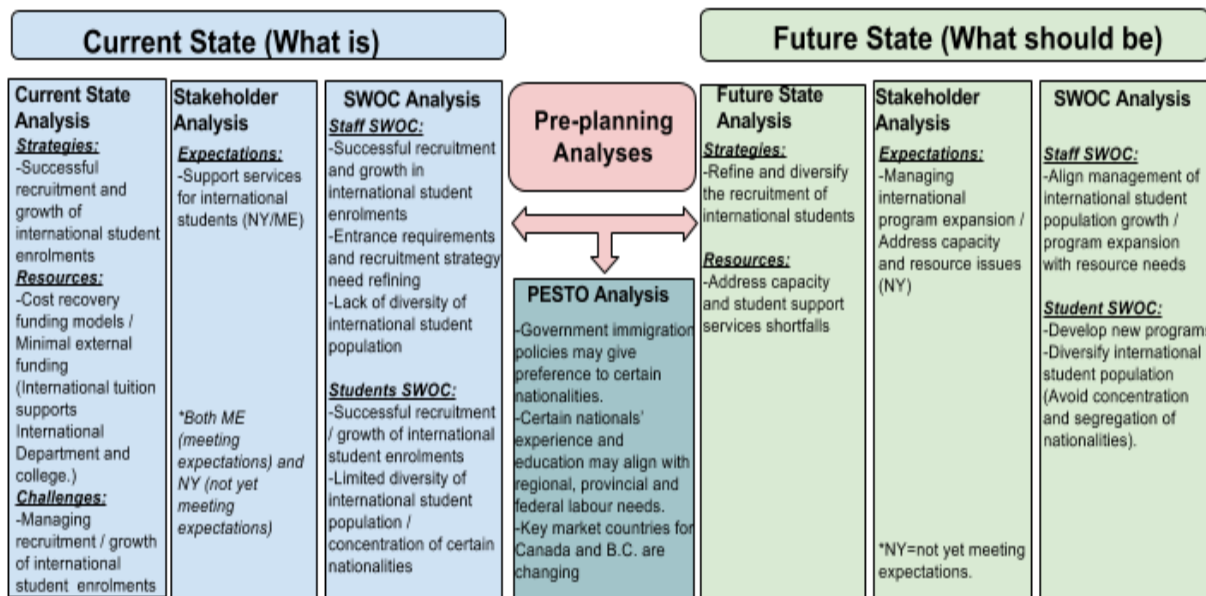 Current State (What is)
Future State (What should be)
Current State
Analysis
Strategies:
-Successful
recruitment and
growth of
international student
enrolments
Resources:
-Cost recovery
funding models /
Minimal external
funding
(International tuition
supports
International
Department and
college.)
Challenges:
-Managing
recruitment / growth
of international
student enrolments
Stakeholder
Analysis
Expectations:
-Support services
for international
students (NY/ME)
*Both ME
(meeting
expectations) and
NY (not yet
meeting
expectations)
SWOC Analysis
Staff SWOC:
-Successful recruitment
and growth in
international student
enrolments
-Entrance requirements
and recruitment strategy
need refining
-Lack of diversity of
international student
population
Students SWOC:
-Successful recruitment
/ growth of international
student enrolments
-Limited diversity of
international student
population /
concentration of certain
nationalities
Pre-planning
Analyses
PESTO Analysis
-Government immigration
policies may give
preference to certain
nationalities.
-Certain nationals'
experience and
education may align with
regional, provincial and
federal labour needs.
-Key market countries for
Canada and B.C. are
changing
Future State
Analysis
Strategies:
-Refine and diversify
the recruitment of
international students
Resources:
-Address capacity
and student support
services shortfalls
Stakeholder
Analysis
Expectations:
-Managing
international
program expansion /
Address capacity
and resource issues
(NY)
*NY=not yet meeting
expectations.
SWOC Analysis
Staff SWOC:
-Align management of
international student
population growth /
program expansion
with resource needs
Student SWOC:
-Develop new programs
-Diversify international
student population
(Avoid concentration
and segregation of
nationalities).